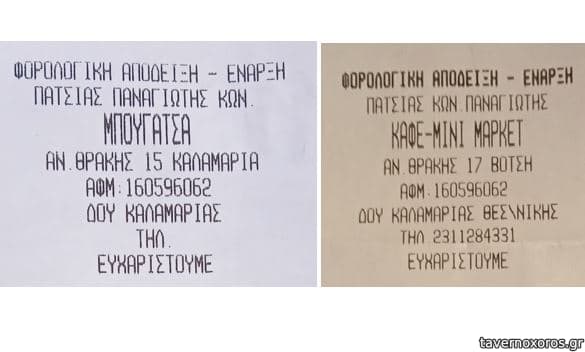 ΦΟΡΟΛΟΓΙΚΗ ΑΠΟΔΕΙΞΗ - ΕΝΑΡΞΗ
ΠΑΤΣΙΑΣ ΠΑΝΑΓΙΩΤΗΣ ΚΩΝ.
ΜΠΟΥΓΑΤΣΑ
ΑΝ.ΘΡΑΚΗΣ 15 ΚΑΛΑΜΑΡΙΑ
ΑΦΜ:160596062
ΔΟΥ ΚΑΛΑΜΑΡΙΑΣ
ΤΗΛ.
ΕΥΧΑΡΙΣΤΟΥΜΕ
ΦΟΡΟΛΟΓΙΚΗ ΑΠΟΔΕΙΞΗ - ΕΝΑΡΞΗ
ΠΑΤΣΙΑΣ ΚΩΝ ΠΑΝΑΓΙΩΤΗΣ
ΚΑΦΕ-ΜΙΝΙ ΜΑΡΚΕΤ
ΑΝ.ΘΡΑΚΗΣ 17 ΒΟΤΣΗ
ΑΦΜ:160596062
ΔΟΥ ΚΑΛΑΜΑΡΙΑΣ ΘΕΣ\ΝΙΚΗΣ
ΤΗΛ 2311284331
ΕΥΧΑΡΙΣΤΟΥΜΕ
tavernoxoros.gr